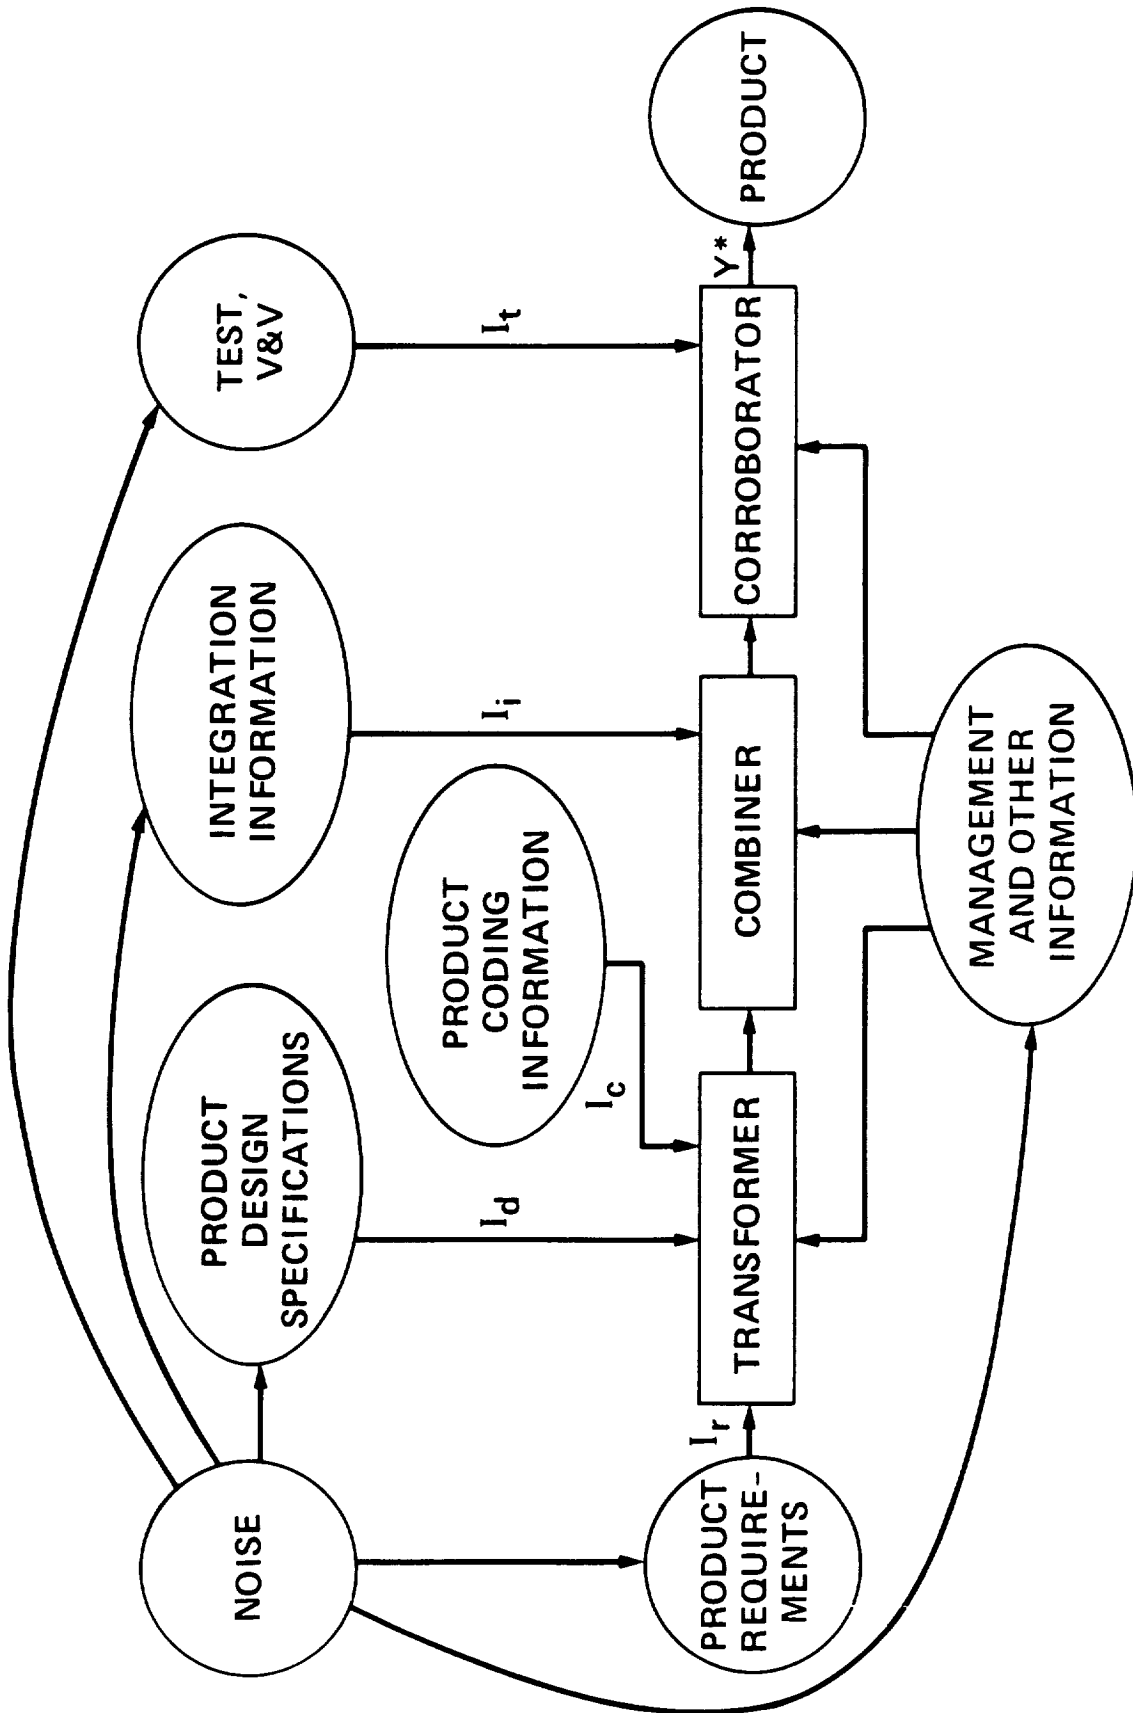 NOISE
PRODUCT
DESIGN
SPECIFICATIONS
INTEGRATION
INFORMATION
TEST,
V&V
PRODUCT
CODING
INFORMATION
I_d
I_c
I_i
I_t
PRODUCT
REQUIRE-
MENTS
I_r
TRANSFORMER
COMBINER
CORROBORATOR
Y*
PRODUCT
MANAGEMENT
AND OTHER
INFORMATION